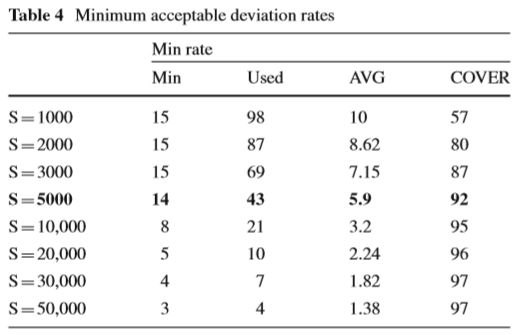 Table 4 Minimum acceptable deviation rates
Min rate
Min Used AVG COVER
S=1000 15 98 10 57
S=2000 15 87 8.62 80
S=3000 15 69 7.15 87
S=5000 14 43 5.9 92
S=10,000 8 21 3.2 95
S=20,000 5 10 2.24 96
S=30,000 4 7 1.82 97
S=50,000 3 4 1.38 97